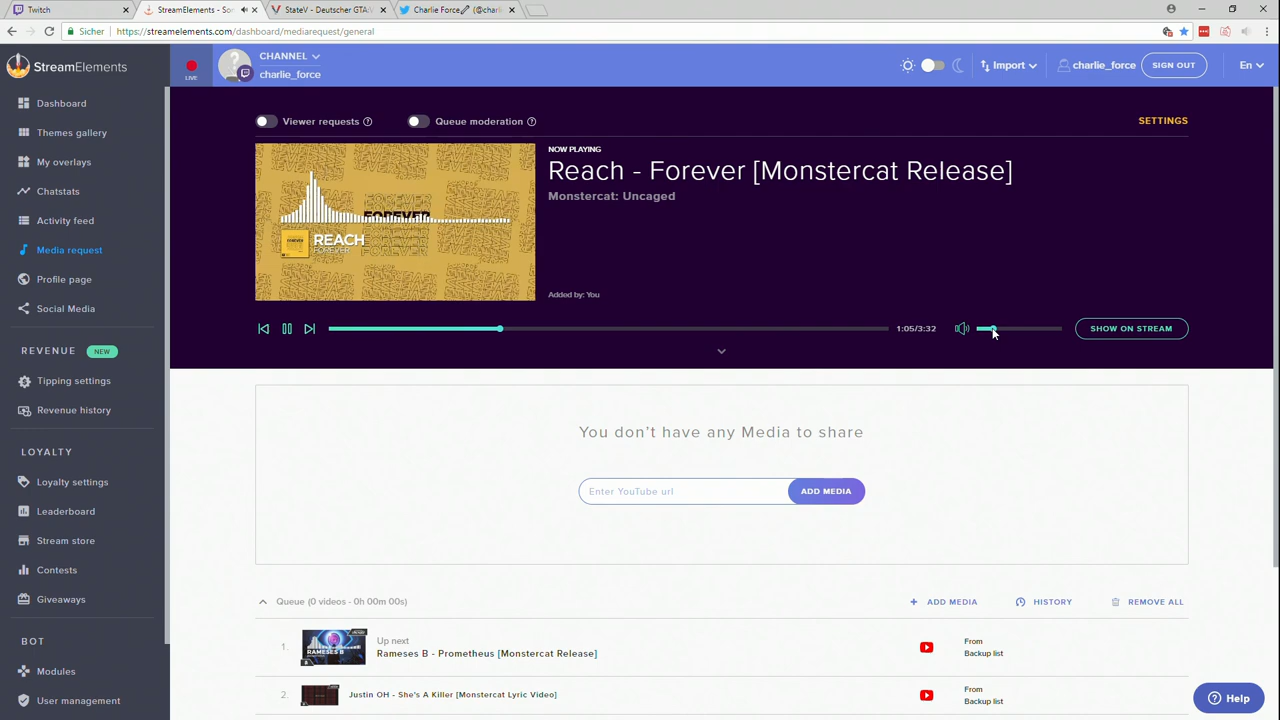 Twitch
StreamElements - So
StateV - Deutscher GTA
Charlie Force
Sicher
https://streamelements.com/dashboard/mediarequest/general
StreamElements
LIVE
CHANNEL
charlie_force
Import
charlie_force
SIGN OUT
En
Dashboard
Themes gallery
My overlays
Chatstats
Activity feed
Media request
Profile page
Social Media
REVENUE NEW
Tipping settings
Revenue history
LOYALTY
Loyalty settings
Leaderboard
Stream store
Contests
Giveaways
BOT
Modules
User management
Viewer requests
Queue moderation
SETTINGS
FOREVER
REACH
FOREVER
NOW PLAYING
Reach - Forever [Monstercat Release]
Monstercat: Uncaged
Added by: You
1:05/3:32
SHOW ON STREAM
You don't have any Media to share
Enter YouTube url
ADD MEDIA
Queue (0 videos - 0h 00m 00s)
+ ADD MEDIA
HISTORY
REMOVE ALL
1.
RAMESES B
Up next
Rameses B - Prometheus [Monstercat Release]
From
Backup list
2.
Justin OH - She's A Killer [Monstercat Lyric Video]
From
Backup list
Help